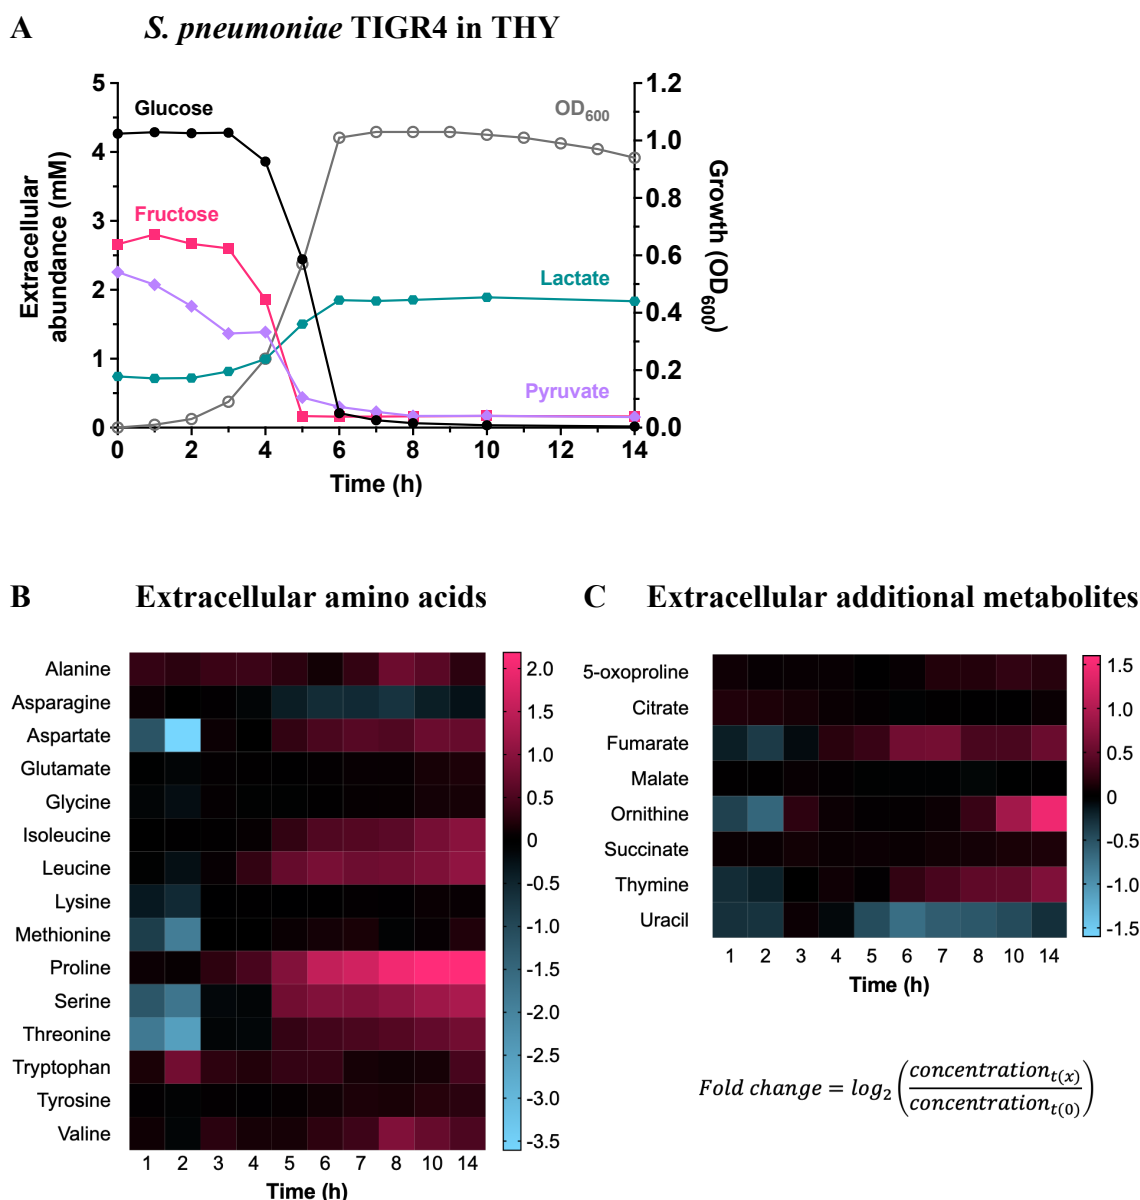 A S. pneumoniae TIGR4 in THY
5 1.2
Glucose OD600
4 1.0
0.8
3
Fructose
Lactate 0.6
2
0.4
1
Pyruvate 0.2
0 0.0
0 2 4 6 8 10 12 14
Time (h)
Extracellular
abundance (mM)
Growth (OD600)
B Extracellular amino acids
Alanine
Asparagine
Aspartate
Glutamate
Glycine
Isoleucine
Leucine
Lysine
Methionine
Proline
Serine
Threonine
Tryptophan
Tyrosine
Valine
1 2 3 4 5 6 7 8 10 14
Time (h)
2.0
1.5
1.0
0.5
0
-0.5
-1.0
-1.5
-2.0
-2.5
-3.0
-3.5
C Extracellular additional metabolites
5-oxoproline
Citrate
Fumarate
Malate
Ornithine
Succinate
Thymine
Uracil
1 2 3 4 5 6 7 8 10 14
Time (h)
1.5
1.0
0.5
0
-0.5
-1.0
-1.5
Fold change = log2 (concentration t(x) / concentration t(0))